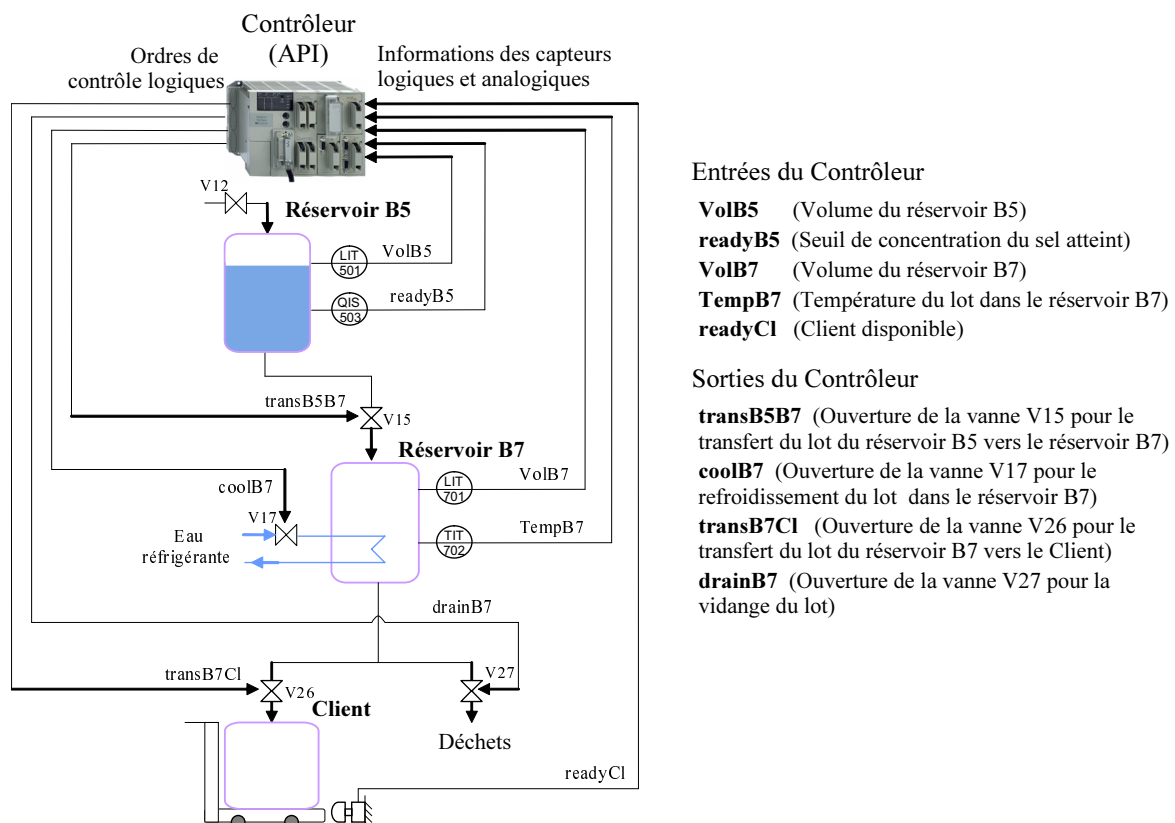 Contrôleur
(API)
Ordres de
contrôle logiques
Informations des capteurs
logiques et analogiques
V12
Réservoir B5
LIT
501
VolB5
QIS
503
readyB5
transB5B7
V15
Réservoir B7
LIT
701
VolB7
coolB7
V17
TIT
702
TempB7
Eau
réfrigérante
drainB7
transB7Cl
V26
V27
Client
Déchets
readyCl
Entrées du Contrôleur
VolB5 (Volume du réservoir B5)
readyB5 (Seuil de concentration du sel atteint)
VolB7 (Volume du réservoir B7)
TempB7 (Température du lot dans le réservoir B7)
readyCl (Client disponible)
Sorties du Contrôleur
transB5B7 (Ouverture de la vanne V15 pour le
transfert du lot du réservoir B5 vers le réservoir B7)
coolB7 (Ouverture de la vanne V17 pour le
refroidissement du lot dans le réservoir B7)
transB7Cl (Ouverture de la vanne V26 pour le
transfert du lot du réservoir B7 vers le Client)
drainB7 (Ouverture de la vanne V27 pour la
vidange du lot)